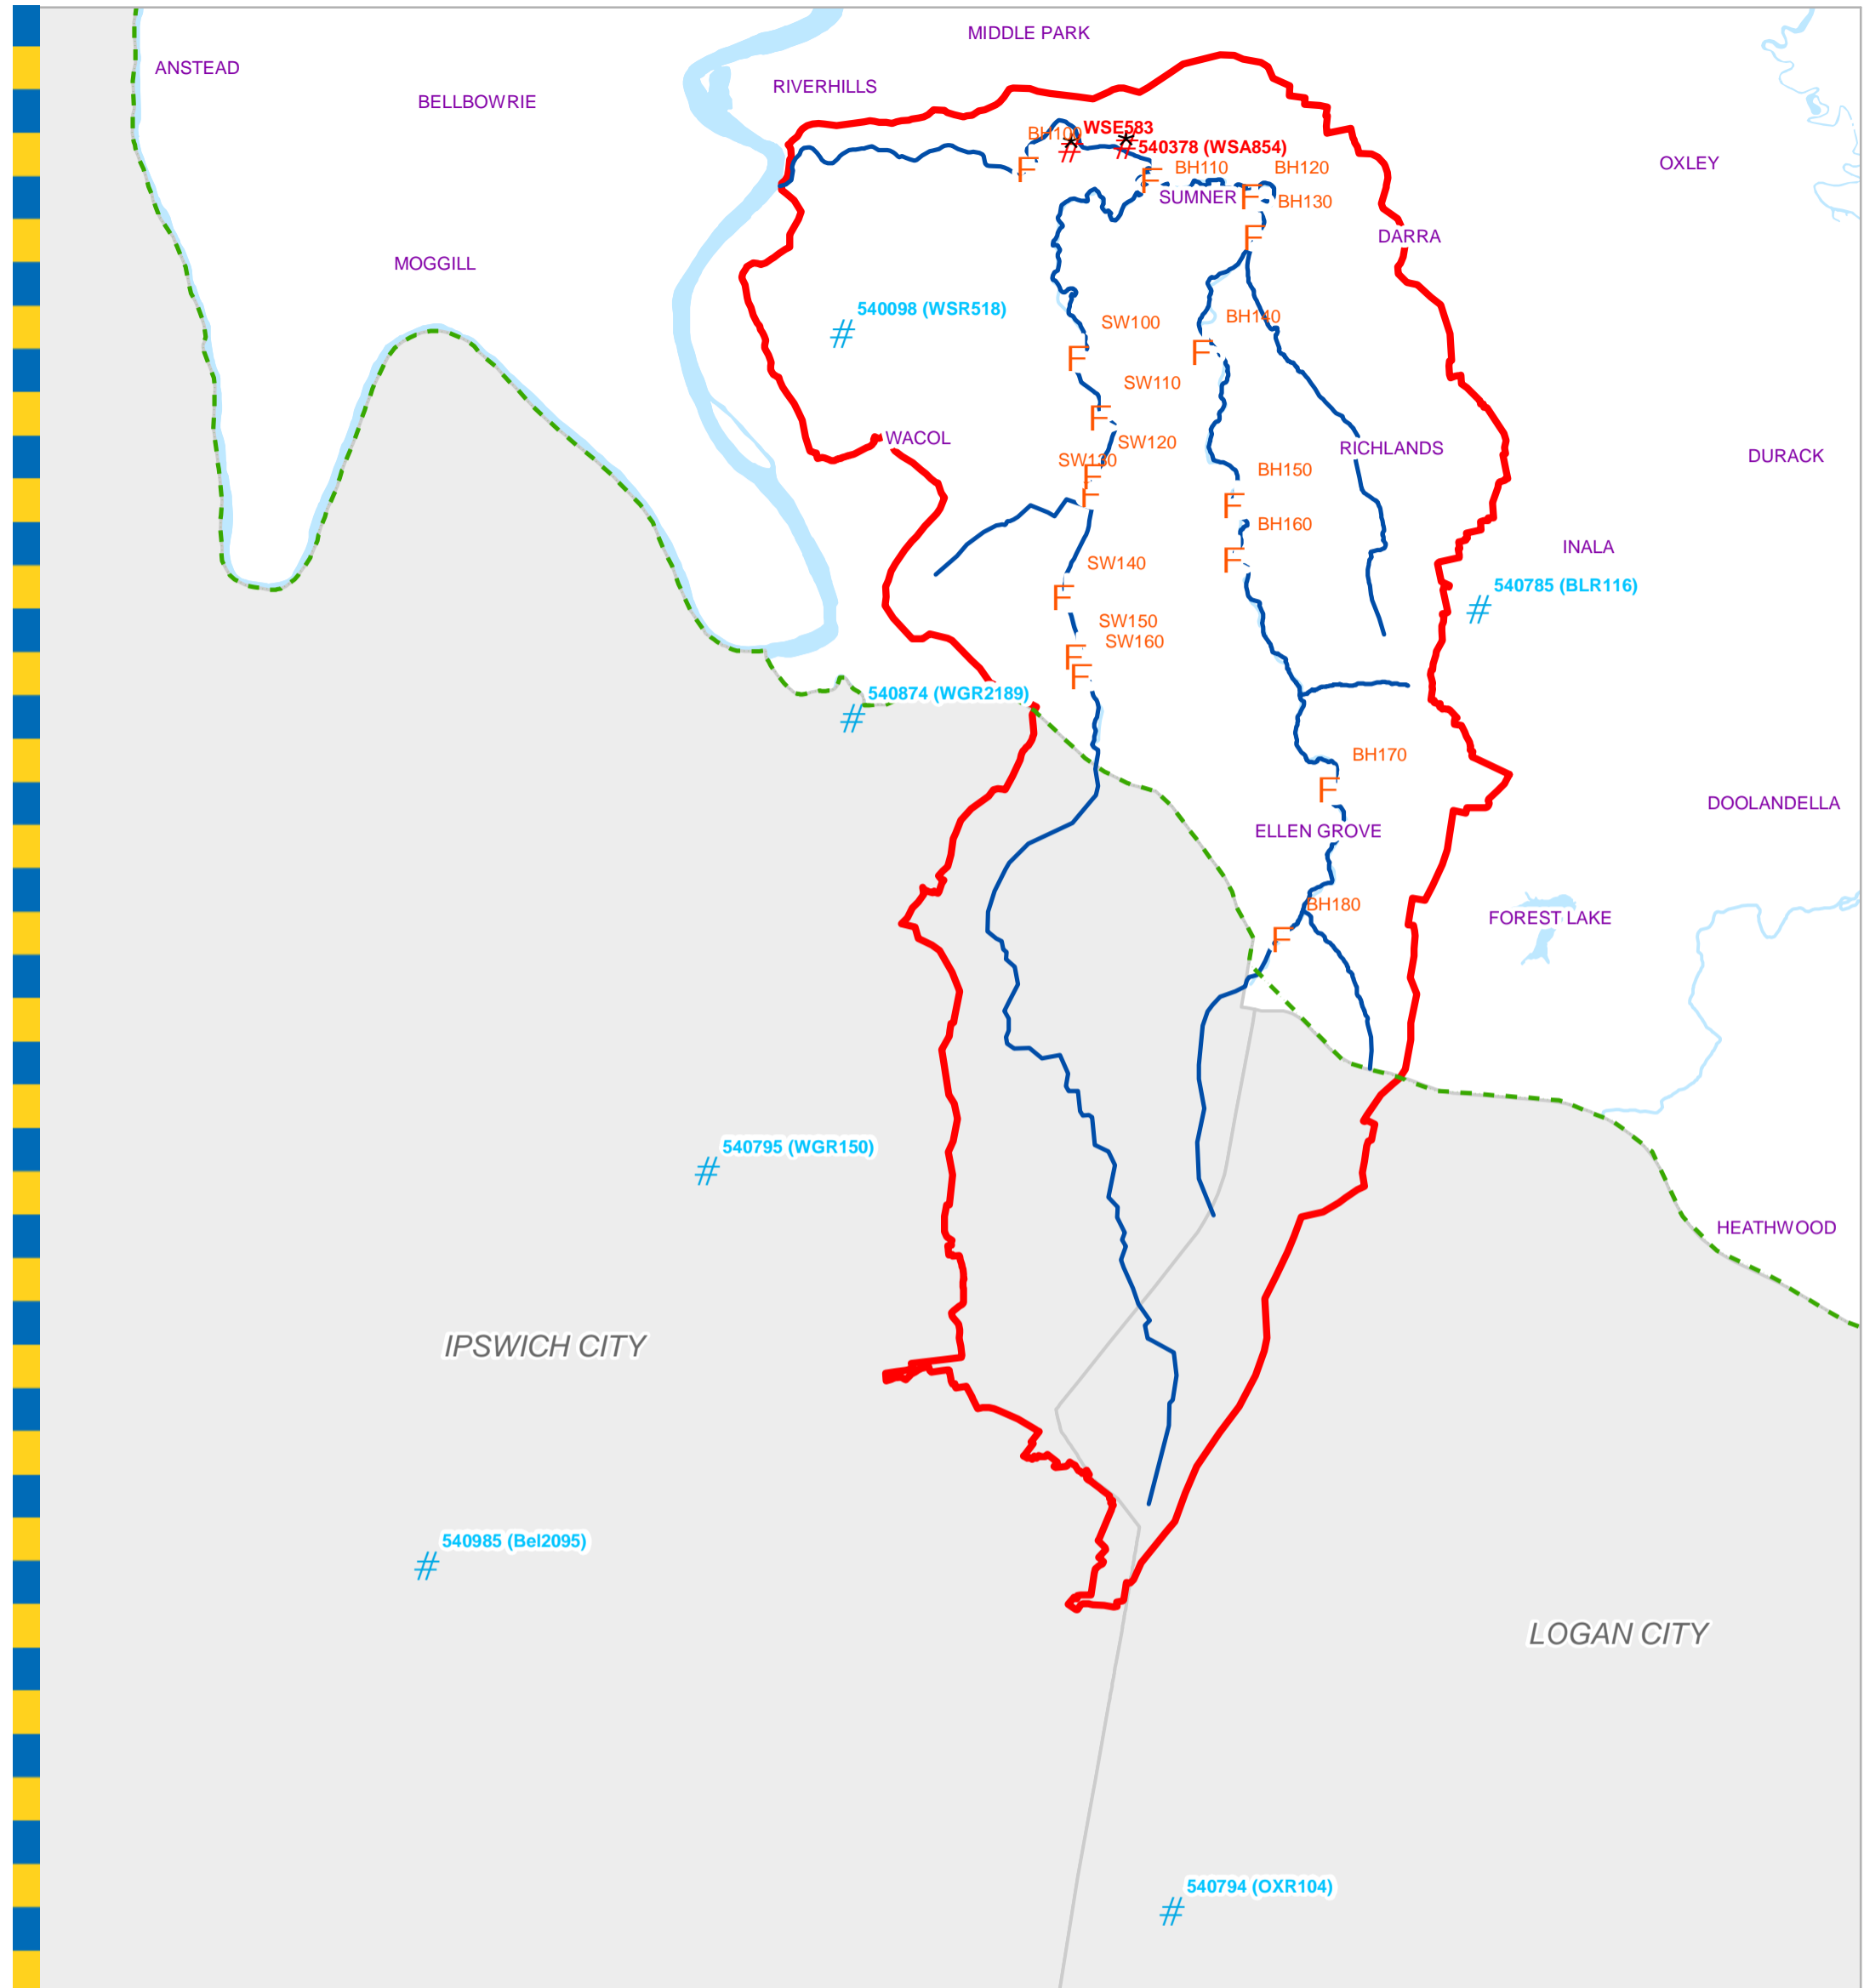 MIDDLE PARK
ANSTEAD
RIVERHILLS
BELLBOWRIE
WSE583
BH100
540378 (WSA854)
OXLEY
BH110
BH120
SUMNER
BH130
DARRA
MOGGILL
540098 (WSR518)
BH140
SW100
SW110
WACOL
SW120
RICHLANDS
DURACK
SW130
BH150
BH160
INALA
SW140
540785 (BLR116)
SW150
SW160
540874 (WGR2189)
BH170
DOOLANDELLA
ELLEN GROVE
BH180
FOREST LAKE
540795 (WGR150)
HEATHWOOD
IPSWICH CITY
540985 (Bel2095)
LOGAN CITY
540794 (OXR104)